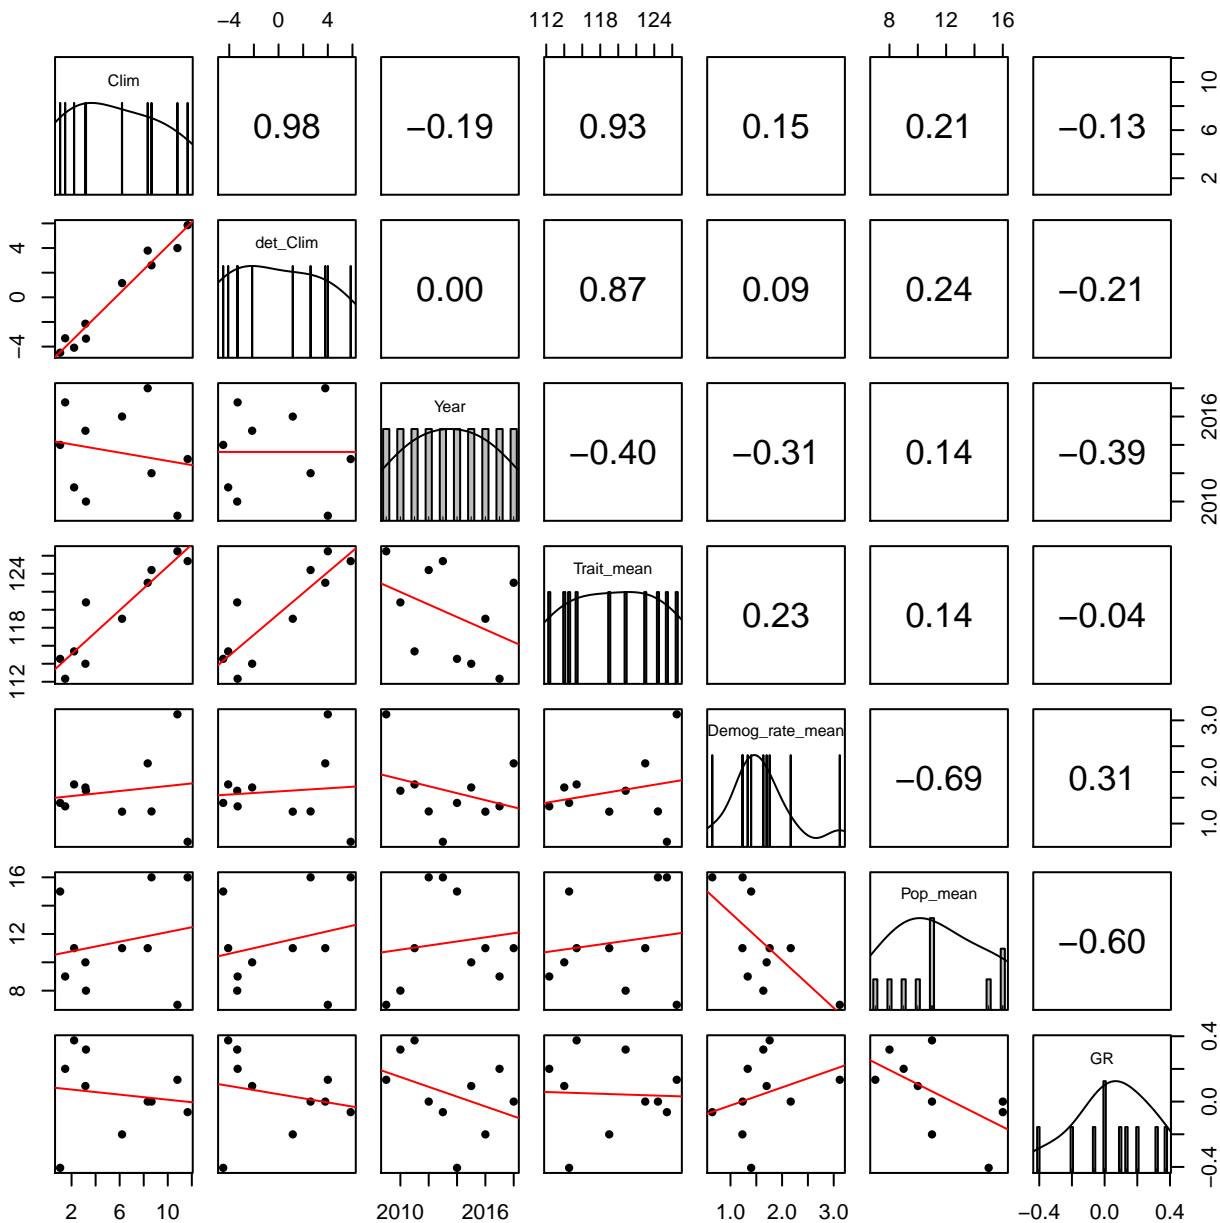 −4 0 4 112 118 124 8 12 16
Clim 0.98 −0.19 0.93 0.15 0.21 −0.13 2 6 10
−4 0 4 det_Clim 0.00 0.87 0.09 0.24 −0.21
Year −0.40 −0.31 0.14 −0.39 2010 2016
112 118 124 Trait_mean 0.23 0.14 −0.04
Demog_rate_mean −0.69 0.31 1.0 2.0 3.0
8 12 16 Pop_mean −0.60
GR −0.4 0.0 0.4
2 6 10 2010 2016 1.0 2.0 3.0 −0.4 0.0 0.4